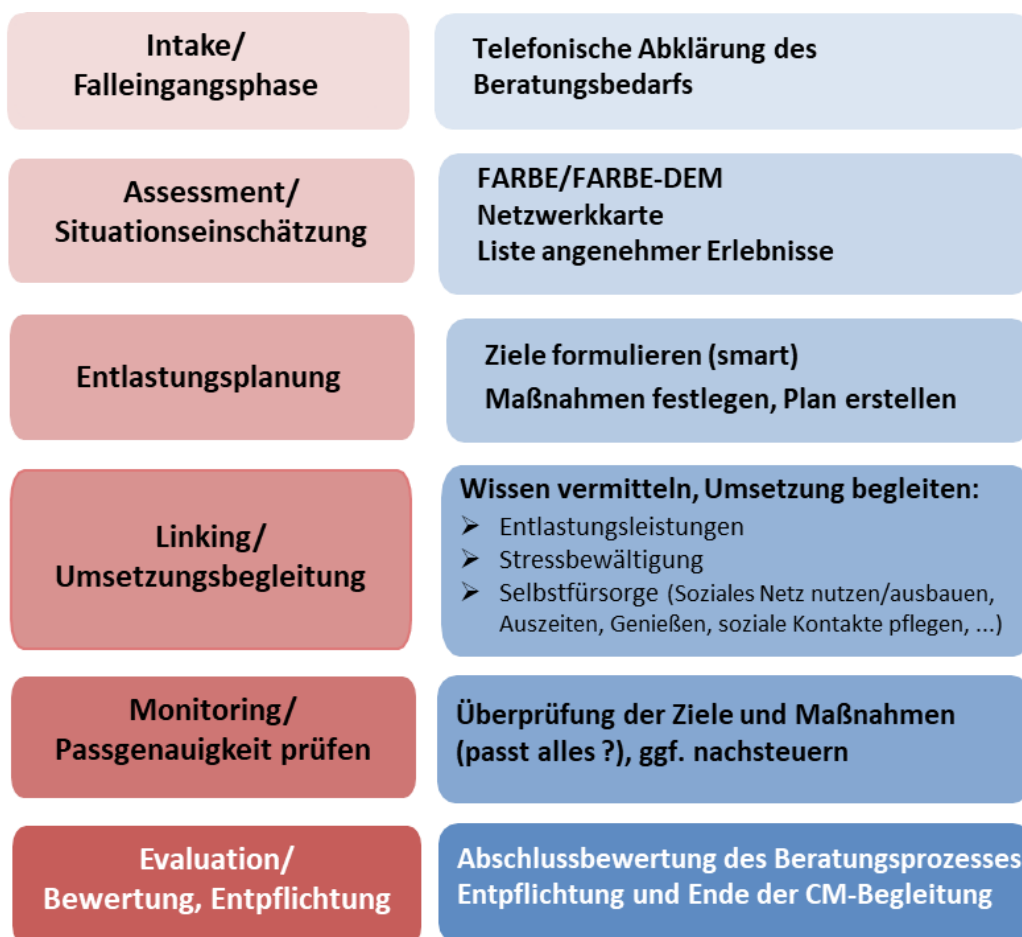 Intake/
Falleingangsphase
Telefonische Abklärung des
Beratungsbedarfs
Assessment/
Situationseinschätzung
FARBE/FARBE-DEM
Netzwerkkarte
Liste angenehmer Erlebnisse
Entlastungsplanung
Ziele formulieren (smart)
Maßnahmen festlegen, Plan erstellen
Linking/
Umsetzungsbegleitung
Wissen vermitteln, Umsetzung begleiten:
➢ Entlastungsleistungen
➢ Stressbewältigung
➢ Selbstfürsorge (Soziales Netz nutzen/ausbauen,
Auszeiten, Genießen, soziale Kontakte pflegen, ...)
Monitoring/
Passgenauigkeit prüfen
Überprüfung der Ziele und Maßnahmen
(passt alles ?), ggf. nachsteuern
Evaluation/
Bewertung, Entpflichtung
Abschlussbewertung des Beratungsprozesses
Entpflichtung und Ende der CM-Begleitung